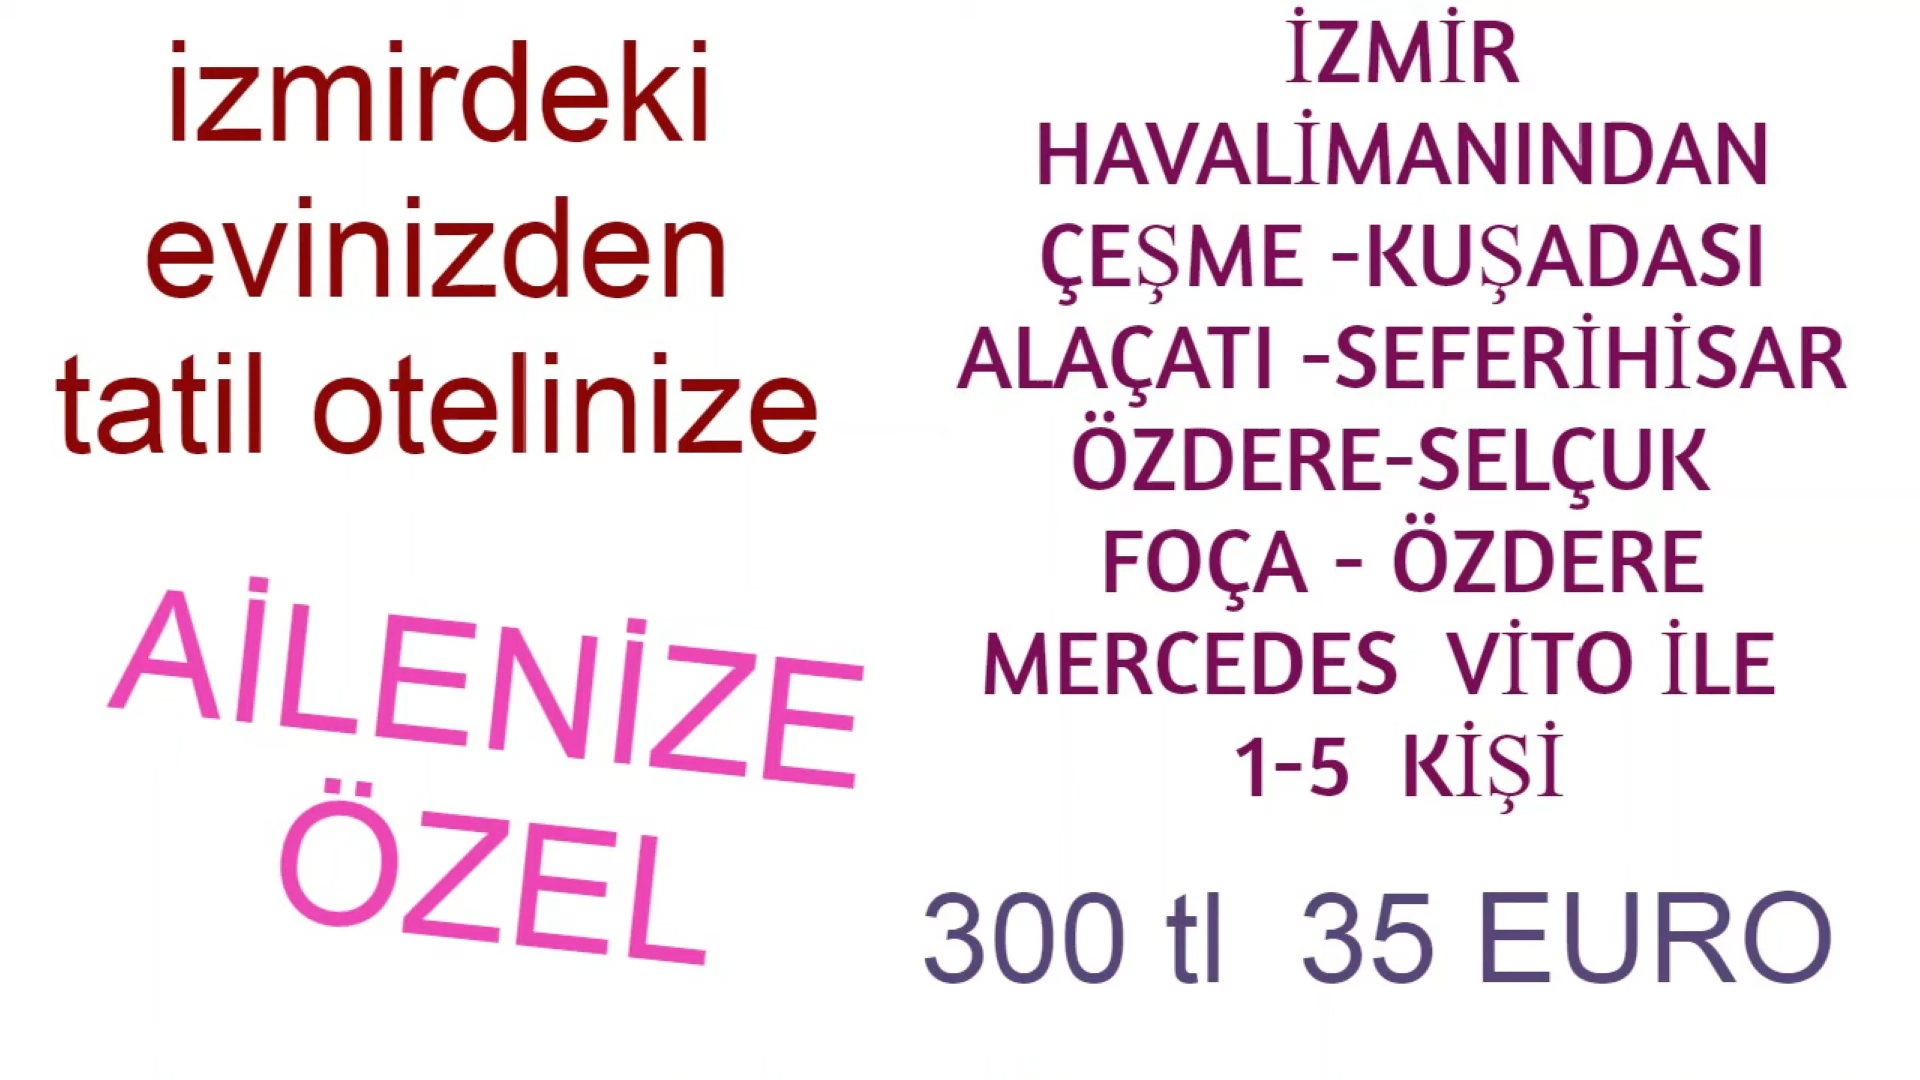 izmirdeki
evinizden
tatil otelinize
AİLENİZE
ÖZEL
İZMİR
HAVALİMANINDAN
ÇEŞME -KUŞADASI
ALAÇATI -SEFERİHİSAR
ÖZDERE-SELÇUK
FOÇA - ÖZDERE
MERCEDES VİTO İLE
1-5 KİŞİ
300 tl 35 EURO